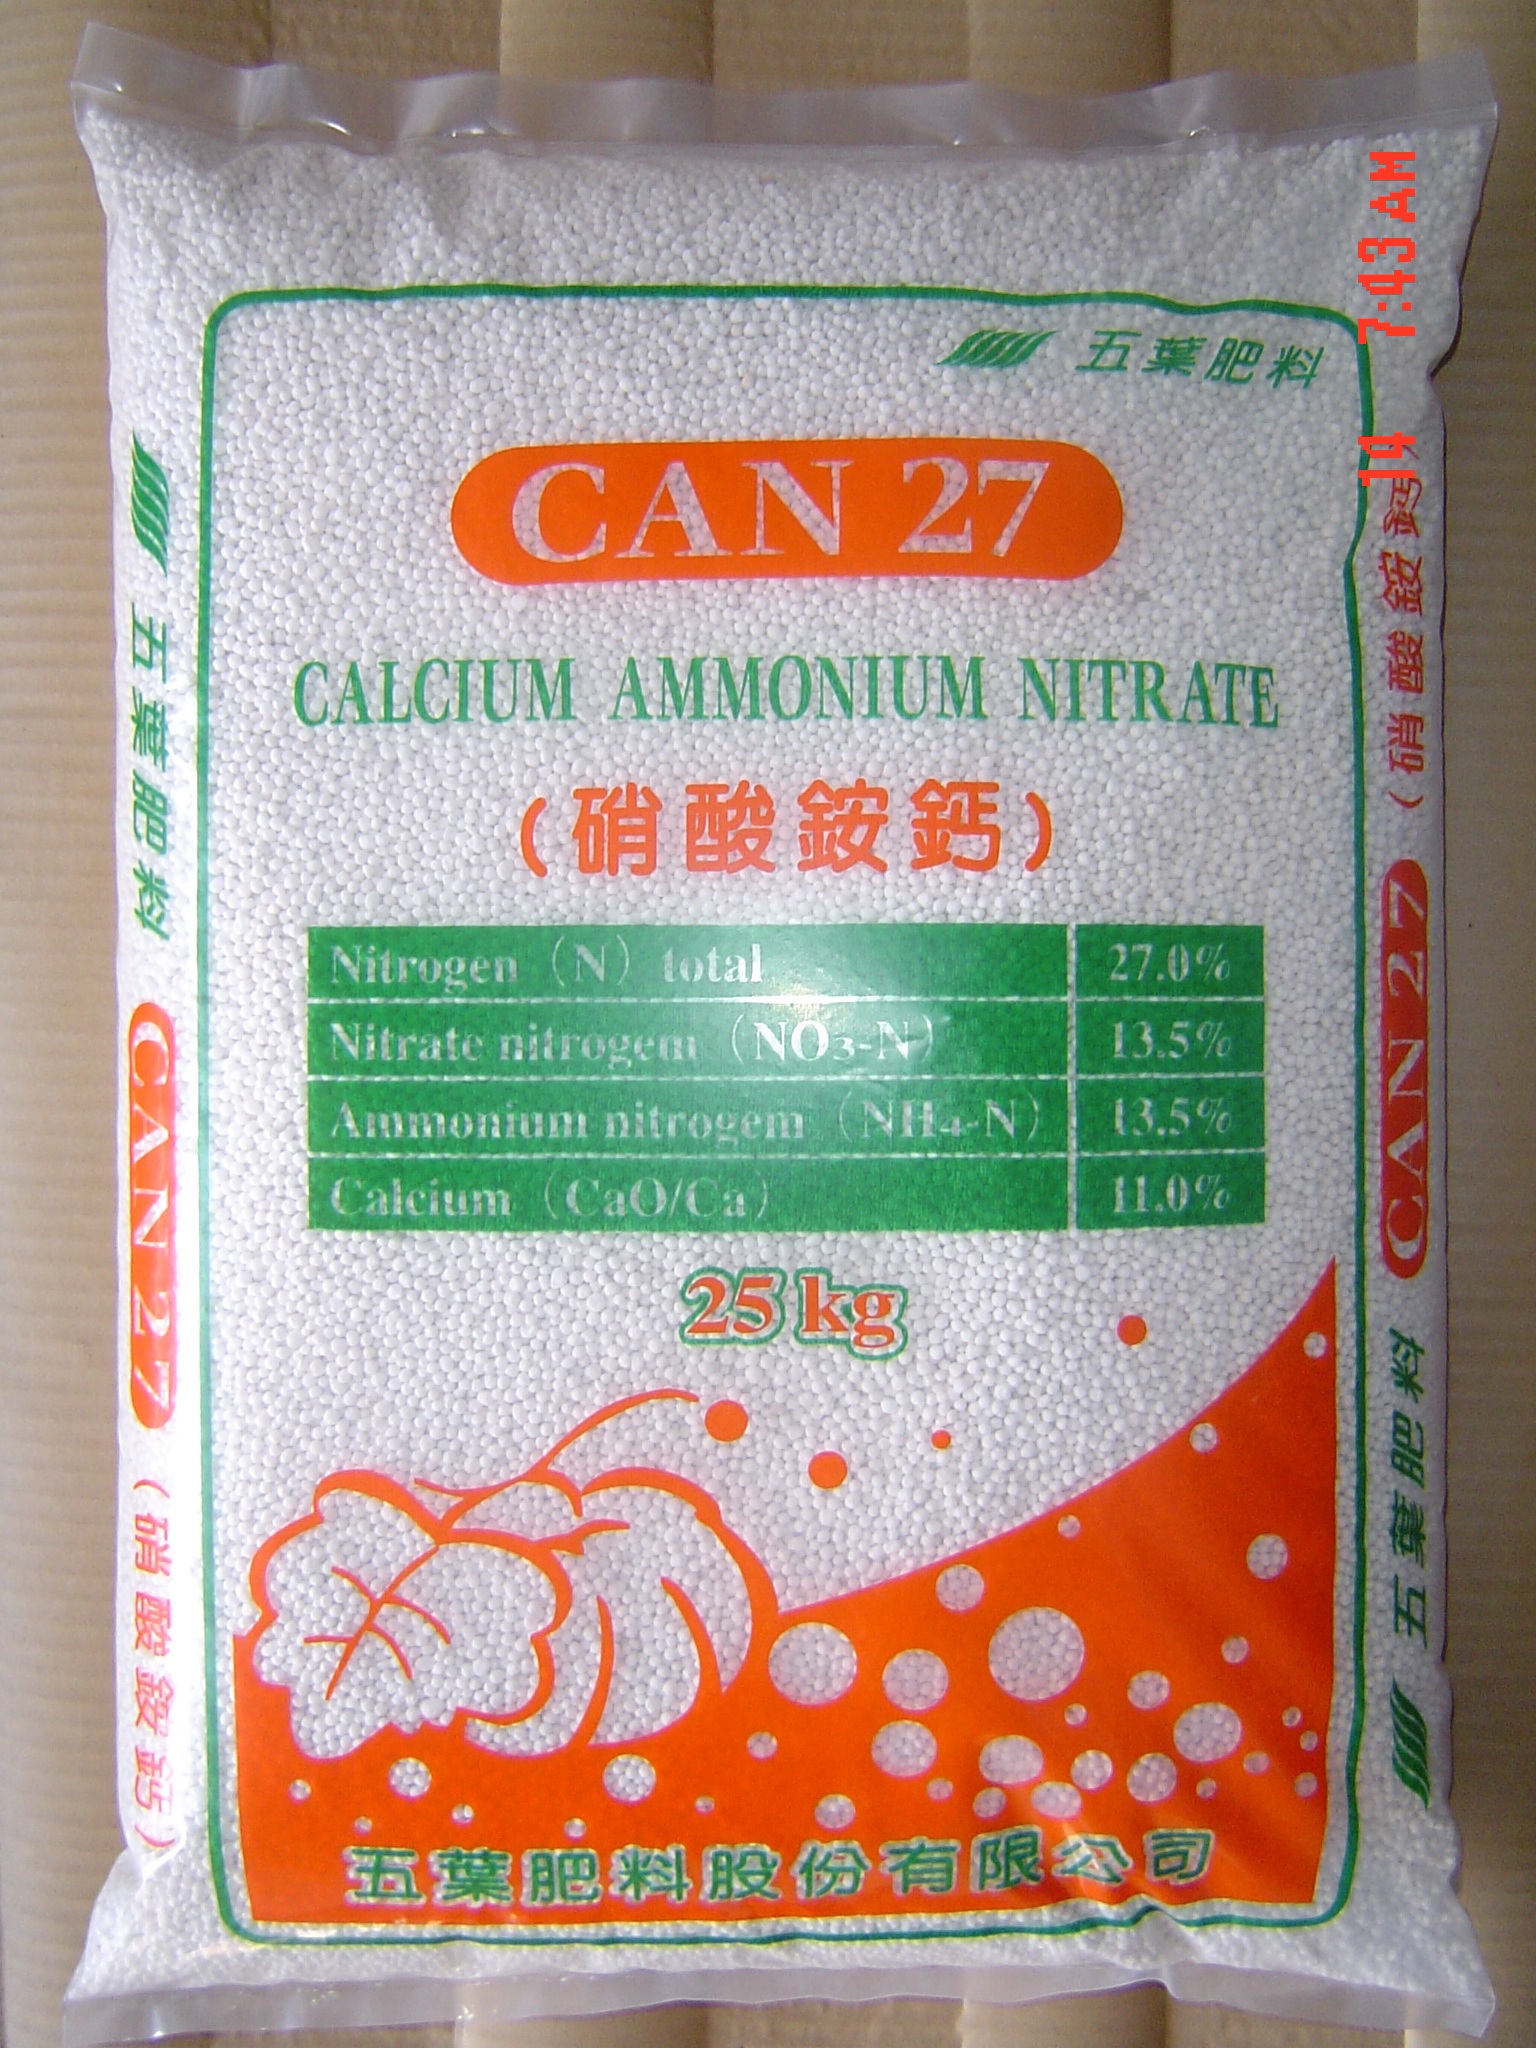 五葉肥料
CAN 27
CALCIUM AMMONIUM NITRATE
(硝酸銨鈣)
Nitrogen (N) total 27.0%
Nitrate nitrogem (NO3-N) 13.5%
Ammonium nitrogem (NH4-N) 13.5%
Calcium (CaO/Ca) 11.0%
25 kg
五葉肥料股份有限公司
五葉肥料 CAN 27 (硝酸銨鈣)
五葉肥料 CAN 27 (硝酸銨鈣)
14 7:43 AM